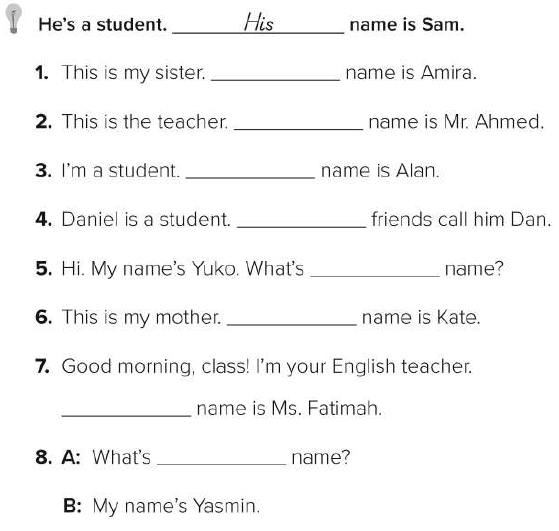 He's a student. His name is Sam.
1. This is my sister. ____________ name is Amira.
2. This is the teacher. ____________ name is Mr. Ahmed.
3. I'm a student. ____________ name is Alan.
4. Daniel is a student. ____________ friends call him Dan.
5. Hi. My name's Yuko. What's ____________ name?
6. This is my mother. ____________ name is Kate.
7. Good morning, class! I'm your English teacher.
____________ name is Ms. Fatimah.
8. A: What's ____________ name?
B: My name's Yasmin.